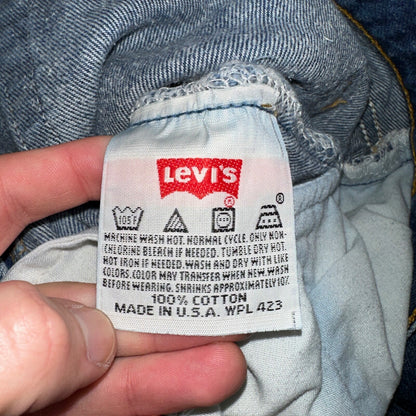 LEVI'S
105F
MACHINE WASH HOT. NORMAL CYCLE. ONLY NON-
CHLORINE BLEACH IF NEEDED. TUMBLE DRY HOT.
HOT IRON IF NEEDED. WASH AND DRY WITH LIKE
COLORS. COLOR MAY TRANSFER WHEN NEW. WASH
BEFORE WEARING. SHRINKS APPROXIMATELY 10%.
100% COTTON
MADE IN U.S.A. WPL 423